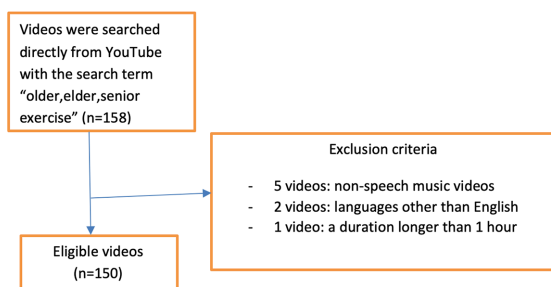 Videos were searched
directly from YouTube
with the search term
“older,elder,senior
exercise” (n=158)
Exclusion criteria
- 5 videos: non-speech music videos
- 2 videos: languages other than English
- 1 video: a duration longer than 1 hour
Eligible videos
(n=150)